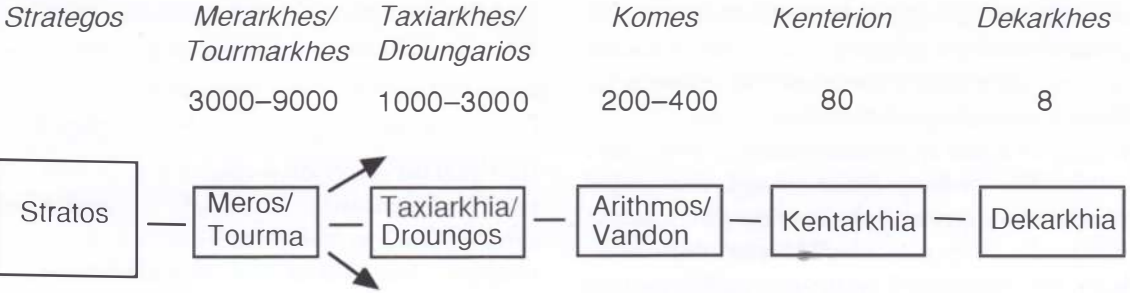 Strategos Merarkhes/ Taxiarkhes/ Komes Kenterion Dekarkhes
Tourmarkhes Droungarios
3000–9000 1000–3000 200–400 80 8
Stratos Meros/ Taxiarkhia/ Arithmos/ Kentarkhia Dekarkhia
Tourma Droungos Vandon